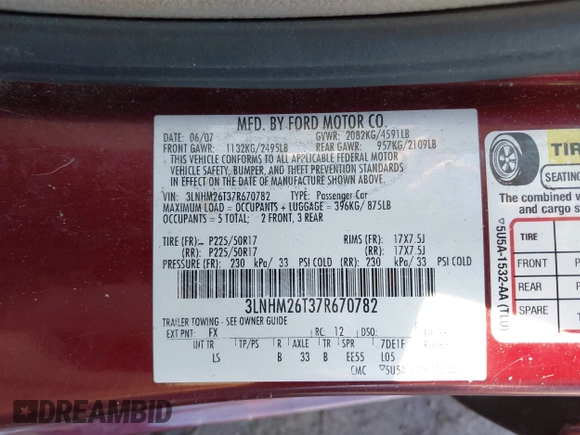 MFD. BY FORD MOTOR CO.
DATE: 06/07 GVWR: 2082KG/4591LB
FRONT GAWR: 1132KG/2495LB REAR GAWR: 957KG/2109LB
THIS VEHICLE CONFORMS TO ALL APPLICABLE FEDERAL MOTOR
VEHICLE SAFETY, BUMPER, AND THEFT PREVENTION STANDARDS
IN EFFECT ON THE DATE OF MANUFACTURE SHOWN ABOVE.
VIN: 3LNHM26T37R670782 TYPE: Passenger Car
MAXIMUM LOAD = OCCUPANTS + LUGGAGE = 396KG/ 875LB
OCCUPANTS = 5 TOTAL: 2 FRONT, 3 REAR
TIRE (FR): P225/50R17 RIMS (FR): 17X7.5J
(R): P225/50R17 (R): 17X7.5J
PRESSURE (FR): 230 kPa/ 33 PSI COLD (R): 230 kPa/ 33 PSI COLD
3LNHM26T37R670782
TRAILER TOWING - SEE OWNER GUIDE
EXT PNT: FX RC: 12 DSO:
INT TR TP/PS R AXLE TR SPR 7DE1F
LS B 33 B EE55 L05
CMC ▽5U5A
TIR
SEATING
The combined v
and cargo s
TIRE
FRONT P
REAR P
SPARE T
▽5U5A-1532-AA (TLU)
DREAMBID